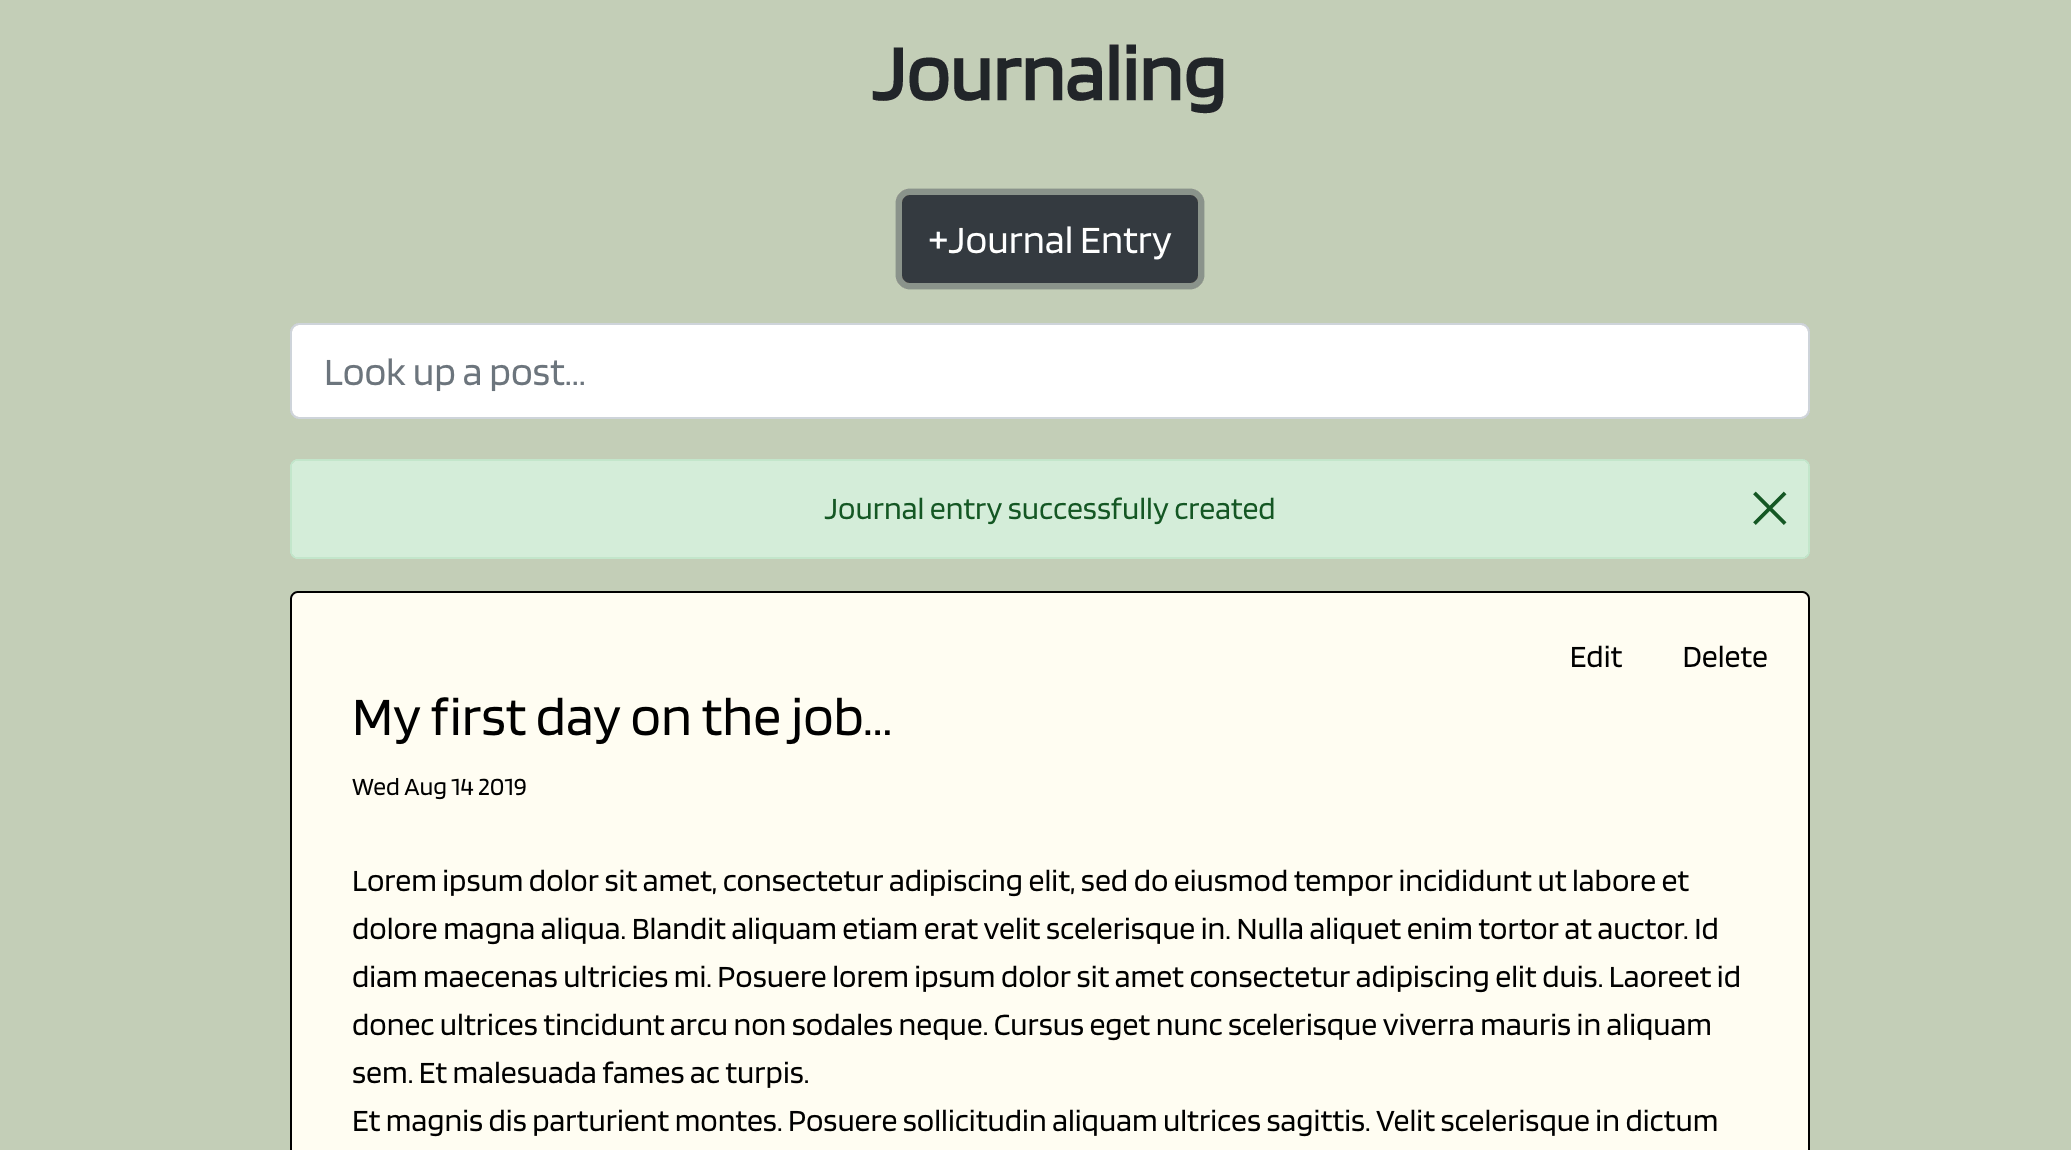 Journaling
+Journal Entry
Look up a post...
Journal entry successfully created
Edit Delete
My first day on the job...
Wed Aug 14 2019
Lorem ipsum dolor sit amet, consectetur adipiscing elit, sed do eiusmod tempor incididunt ut labore et
dolore magna aliqua. Blandit aliquam etiam erat velit scelerisque in. Nulla aliquet enim tortor at auctor. Id
diam maecenas ultricies mi. Posuere lorem ipsum dolor sit amet consectetur adipiscing elit duis. Laoreet id
donec ultrices tincidunt arcu non sodales neque. Cursus eget nunc scelerisque viverra mauris in aliquam
sem. Et malesuada fames ac turpis.
Et magnis dis parturient montes. Posuere sollicitudin aliquam ultrices sagittis. Velit scelerisque in dictum